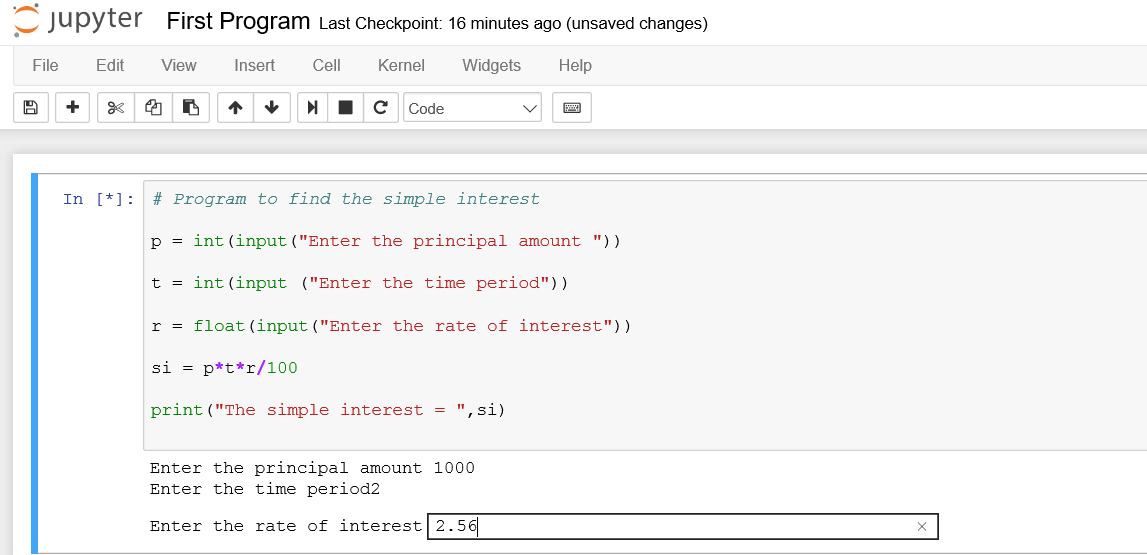 jupyter First Program Last Checkpoint: 16 minutes ago (unsaved changes)
File Edit View Insert Cell Kernel Widgets Help
Code
In [*]: # Program to find the simple interest
p = int(input("Enter the principal amount "))
t = int(input ("Enter the time period"))
r = float(input("Enter the rate of interest"))
si = p*t*r/100
print("The simple interest = ",si)
Enter the principal amount 1000
Enter the time period2
Enter the rate of interest 2.56